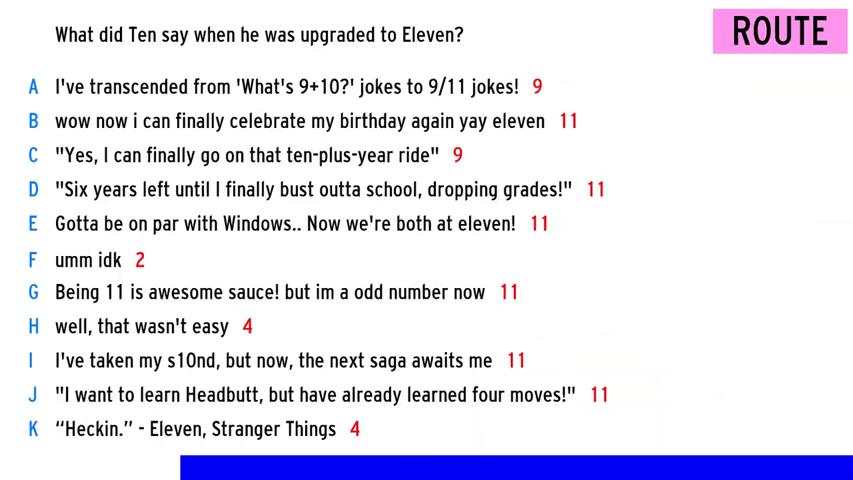 What did Ten say when he was upgraded to Eleven?
ROUTE
A I've transcended from 'What's 9+10?' jokes to 9/11 jokes! 9
B wow now i can finally celebrate my birthday again yay eleven 11
C "Yes, I can finally go on that ten-plus-year ride" 9
D "Six years left until I finally bust outta school, dropping grades!" 11
E Gotta be on par with Windows.. Now we're both at eleven! 11
F umm idk 2
G Being 11 is awesome sauce! but im a odd number now 11
H well, that wasn't easy 4
I I've taken my s10nd, but now, the next saga awaits me 11
J "I want to learn Headbutt, but have already learned four moves!" 11
K “Heckin.” - Eleven, Stranger Things 4